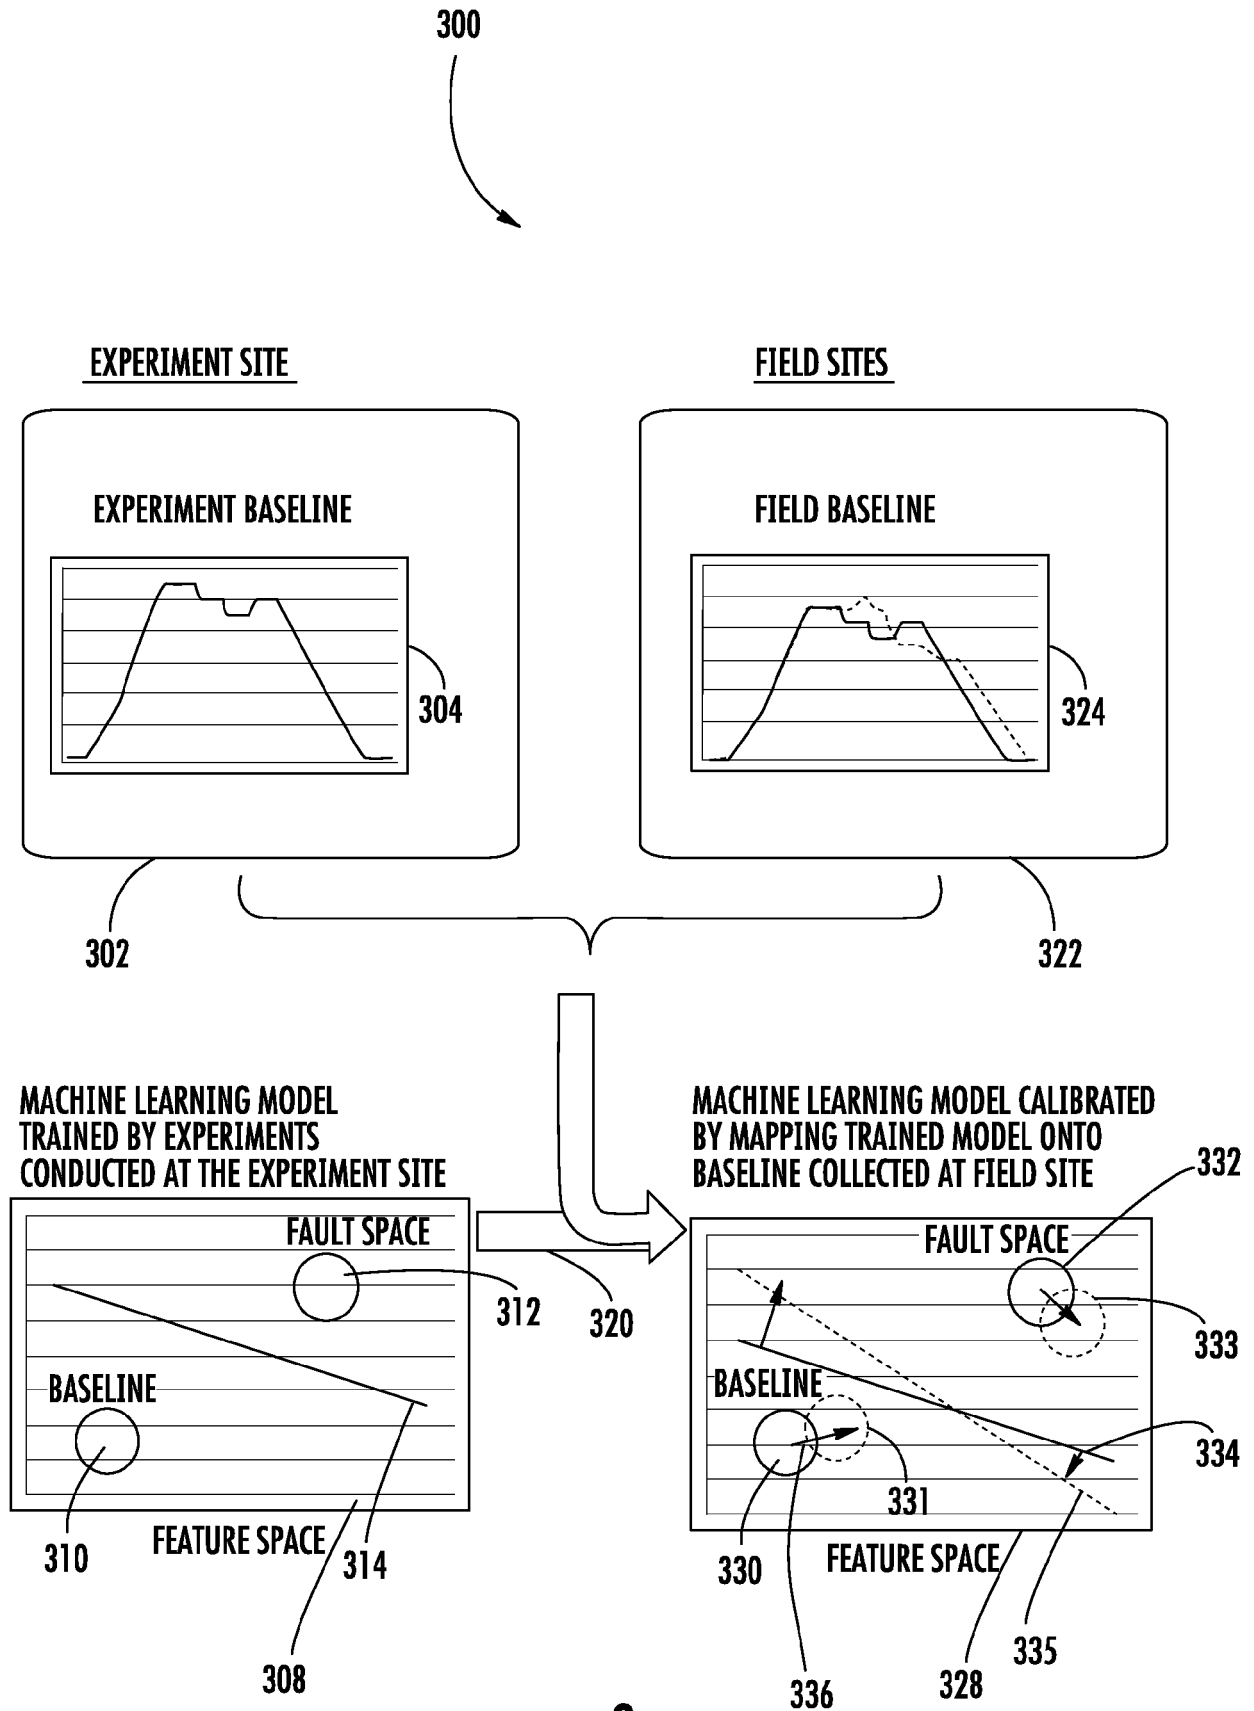 300
EXPERIMENT SITE
FIELD SITES
EXPERIMENT BASELINE
FIELD BASELINE
304
324
302
322
MACHINE LEARNING MODEL
TRAINED BY EXPERIMENTS
CONDUCTED AT THE EXPERIMENT SITE
MACHINE LEARNING MODEL CALIBRATED
BY MAPPING TRAINED MODEL ONTO
BASELINE COLLECTED AT FIELD SITE
332
FAULT SPACE
FAULT SPACE
312
320
333
BASELINE
BASELINE
334
331
310
FEATURE SPACE
314
330
FEATURE SPACE
335
308
336
328